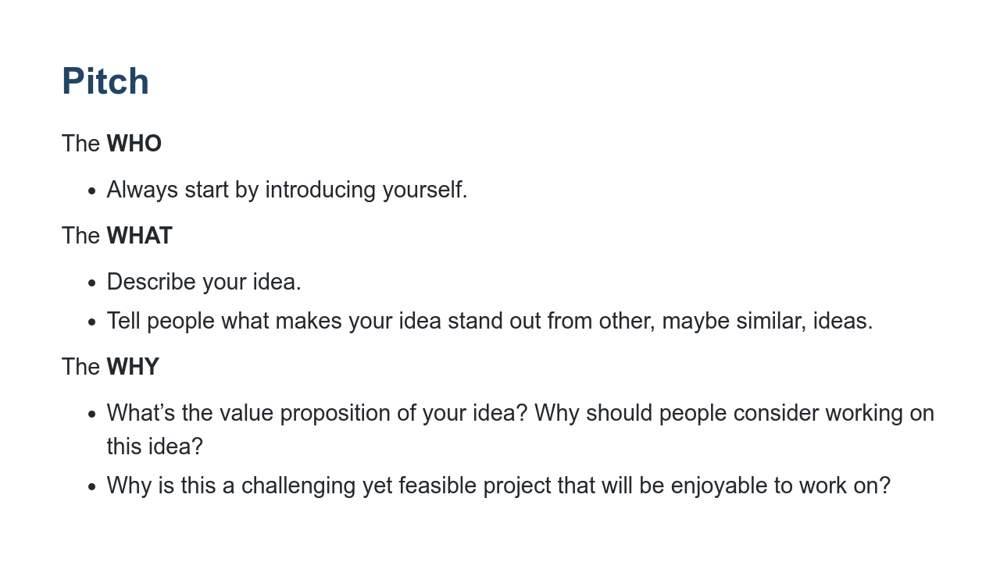 Pitch
The WHO
• Always start by introducing yourself.
The WHAT
• Describe your idea.
• Tell people what makes your idea stand out from other, maybe similar, ideas.
The WHY
• What’s the value proposition of your idea? Why should people consider working on
this idea?
• Why is this a challenging yet feasible project that will be enjoyable to work on?